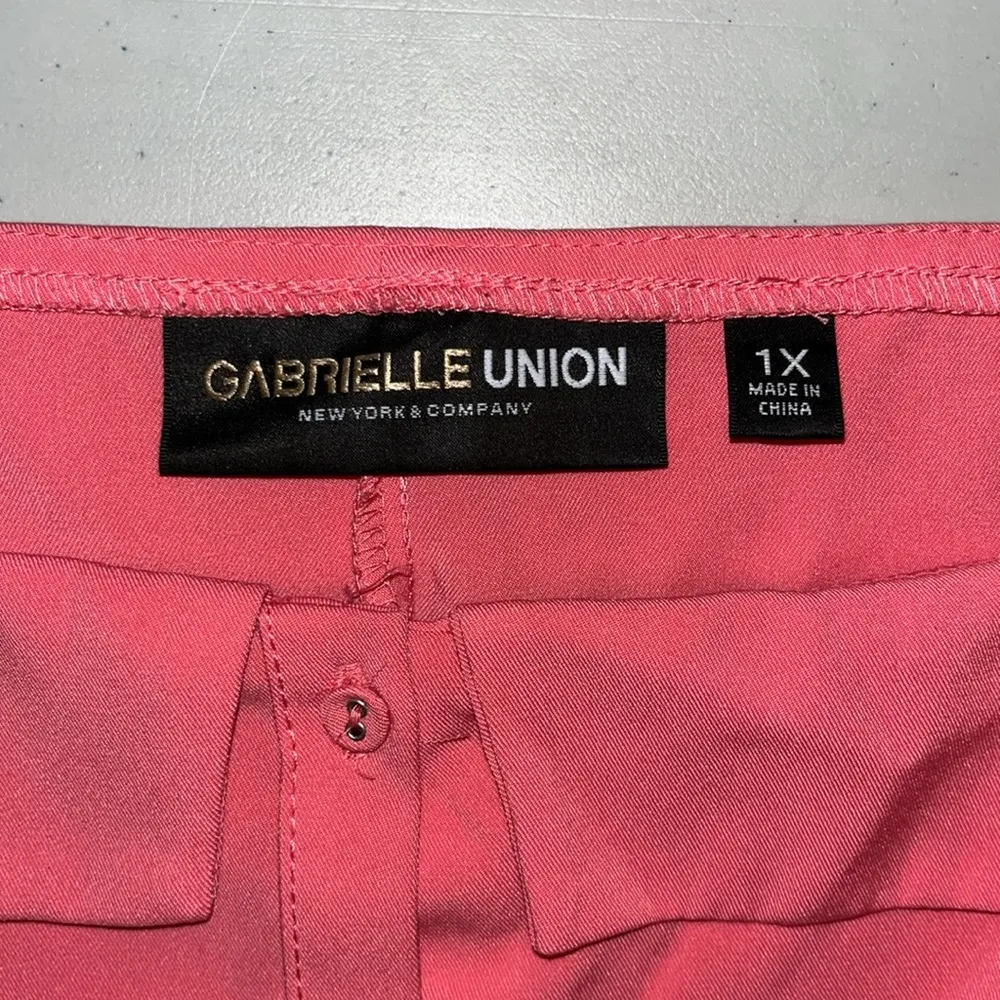 GABRIELLE UNION
NEW YORK & COMPANY
1X
MADE IN
CHINA